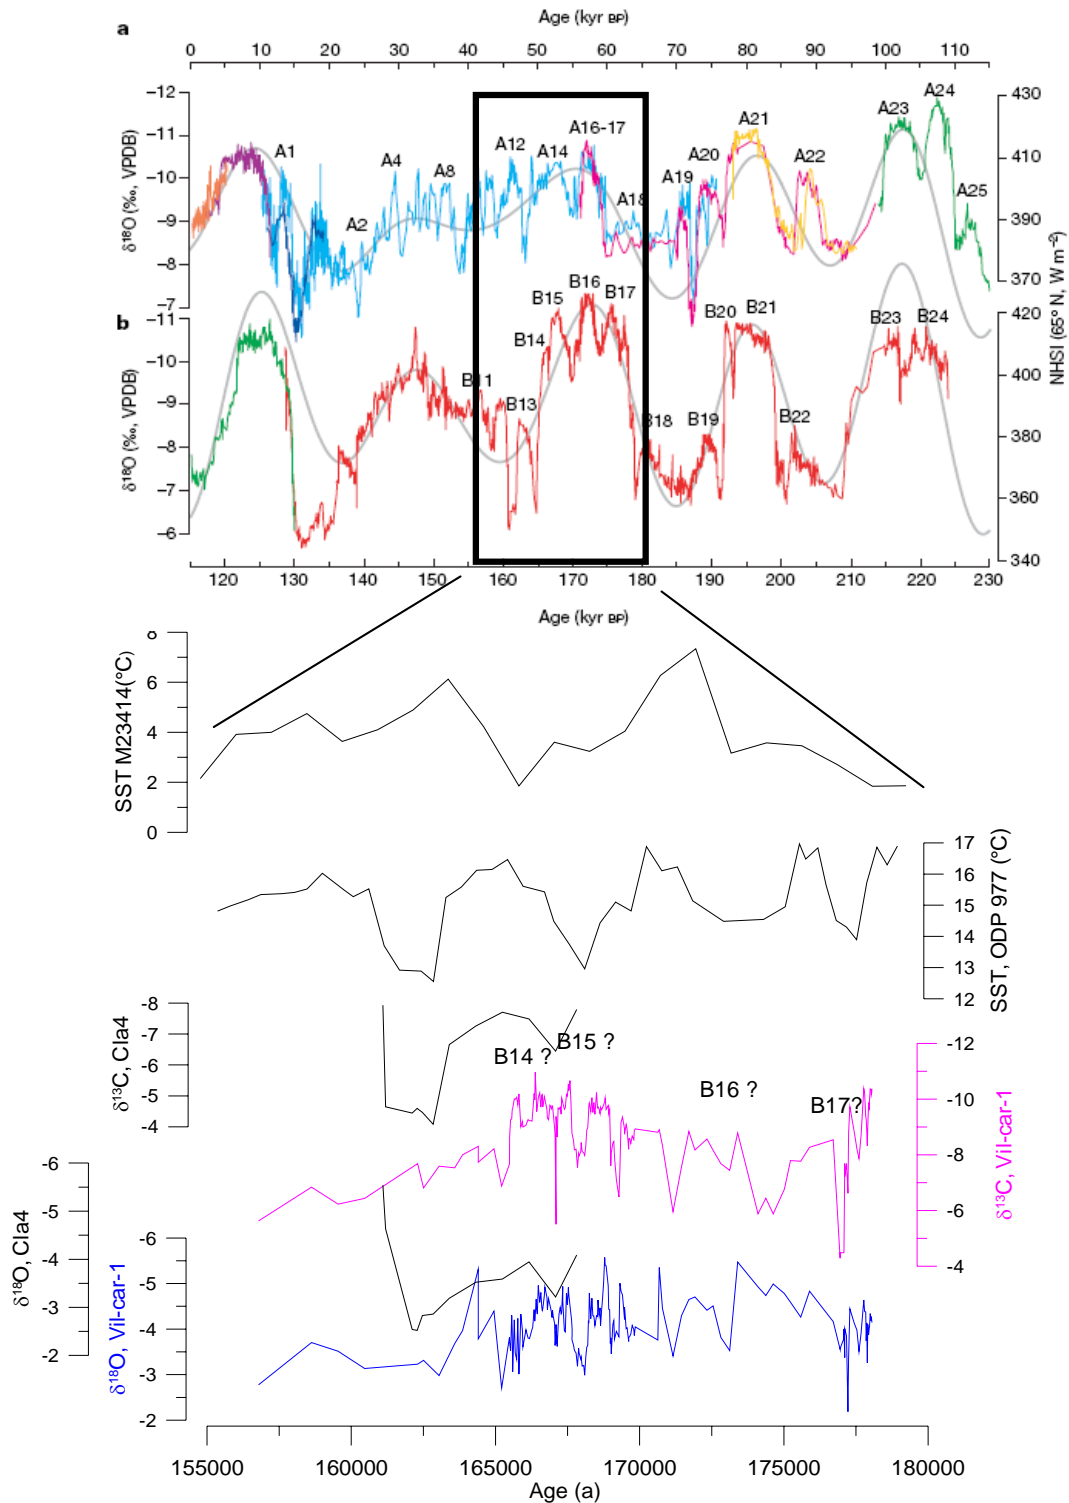 Age (kyr BP)
a
0 10 20 30 40 50 60 70 80 90 100 110
−12
−11
−10
−9
−8
−7
δ18O (‰, VPDB)
430
410
390
370
A1
A2
A4
A8
A12
A14
A16-17
A18
A19
A20
A21
A22
A23
A24
A25
NHSI (65° N, W m−2)
b
−11
−10
−9
−8
−7
−6
δ18O (‰, VPDB)
420
400
380
360
340
B11
B13
B14
B15
B16
B17
B18
B19
B20
B21
B22
B23
B24
120 130 140 150 160 170 180 190 200 210 220 230
Age (kyr BP)
8
6
4
2
0
SST M23414(°C)
17
16
15
14
13
12
SST, ODP 977 (°C)
-8
-7
-6
-5
-4
δ13C, Cla4
B14 ?
B15 ?
B16 ?
B17?
-12
-10
-8
-6
-4
δ13C, Vil-car-1
-6
-5
-4
-3
-2
δ18O, Cla4
-6
-5
-4
-3
-2
δ18O, Vil-car-1
155000 160000 165000 170000 175000 180000
Age (a)